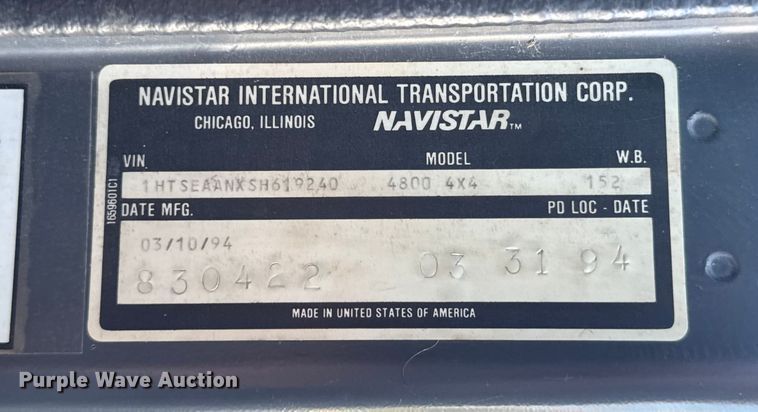 NAVISTAR INTERNATIONAL TRANSPORTATION CORP.
CHICAGO, ILLINOIS NAVISTAR™
VIN MODEL W.B.
1HTSEAANXSH619240 4800 4X4 152
DATE MFG. PD LOC - DATE
03/10/94
830422 03 31 94
MADE IN UNITED STATES OF AMERICA
1659601C1
Purple Wave Auction